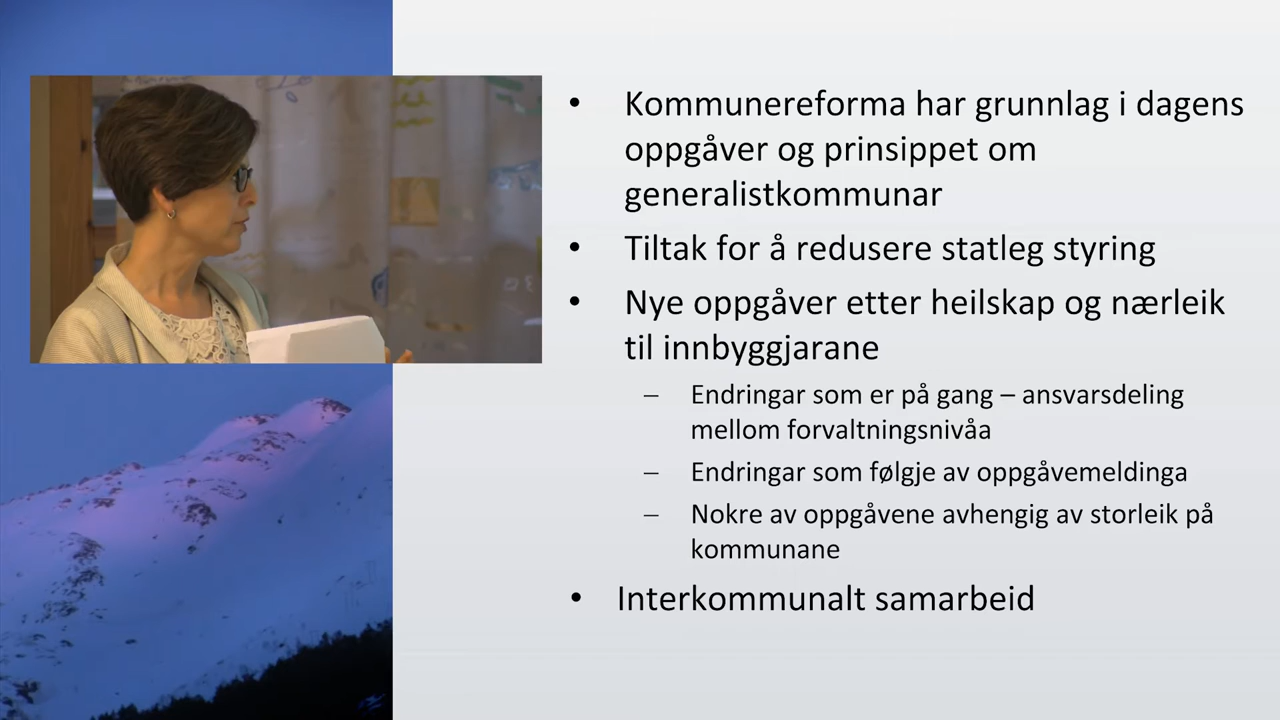 • Kommunereforma har grunnlag i dagens
oppgåver og prinsippet om
generalistkommunar
• Tiltak for å redusere statleg styring
• Nye oppgåver etter heilskap og nærleik
til innbyggjarane
– Endringar som er på gang – ansvarsdeling
mellom forvaltningsnivåa
– Endringar som følgje av oppgåvemeldinga
– Nokre av oppgåvene avhengig av storleik på
kommunane
• Interkommunalt samarbeid